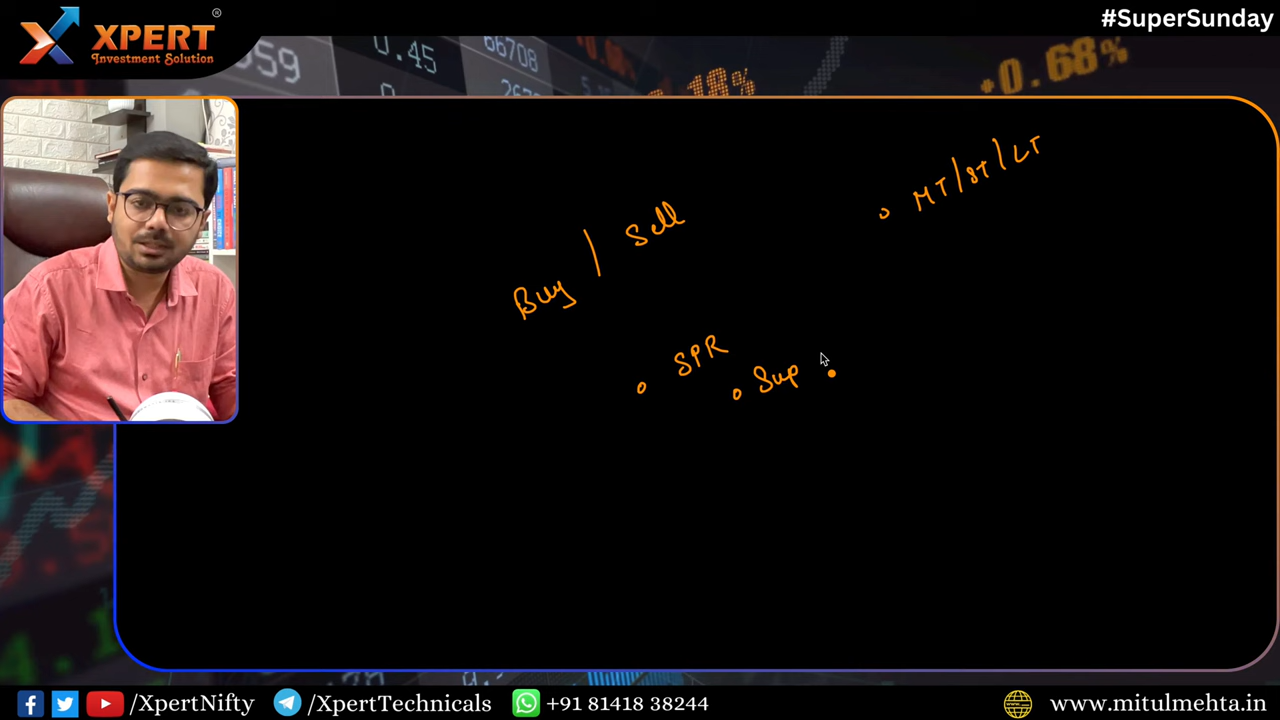 XPERT
Investment Solution
®
#SuperSunday
959
0.45
66708
0.68%
MT/ST/LT
Buy / Sell
SPR
Sup
/XpertNifty
/XpertTechnicals
+91 81418 38244
www.mitulmehta.in